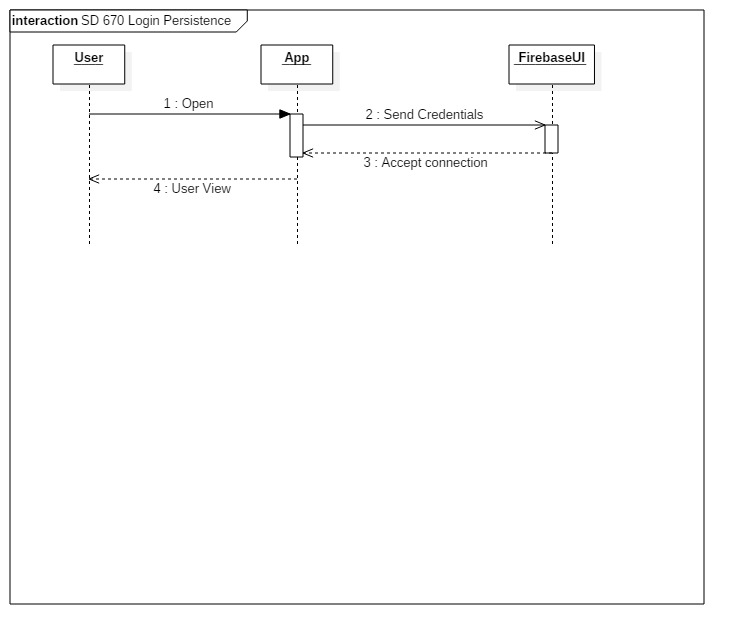 interaction SD 670 Login Persistence
User
App
FirebaseUI
1 : Open
2 : Send Credentials
3 : Accept connection
4 : User View